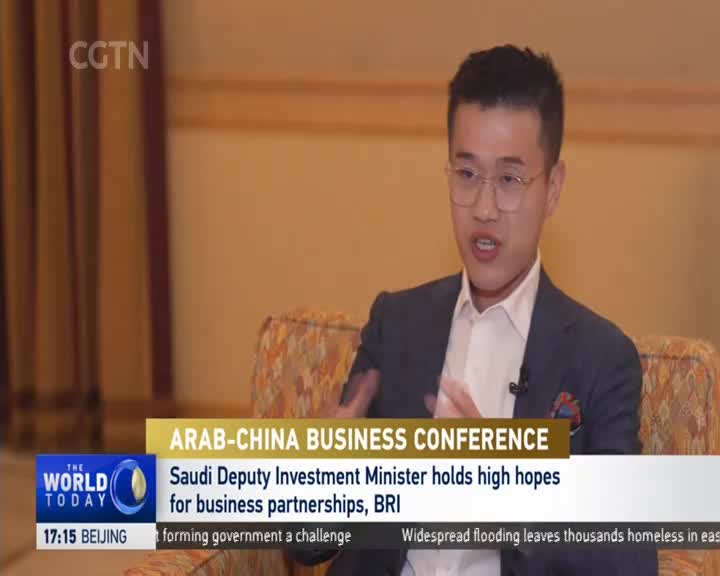 CGTN
ARAB-CHINA BUSINESS CONFERENCE
THE
WORLD
TODAY
Saudi Deputy Investment Minister holds high hopes
for business partnerships, BRI
17:15 BEIJING
forming government a challenge Widespread flooding leaves thousands homeless in